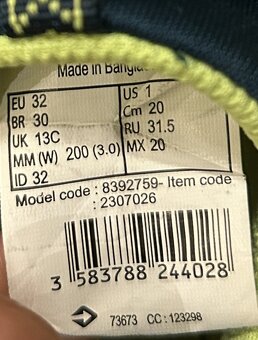 Made in Bangla
EU 32 US 1
BR 30 Cm 20
UK 13C RU 31.5
MM (W) 200 (3.0) MX 20
ID 32
Model code : 8392759- Item code
: 2307026
3 583788 244028
73673 CC : 123298